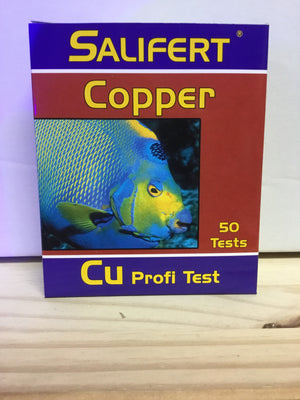 SALIFERT®
Copper
50
Tests
Cu Profi Test